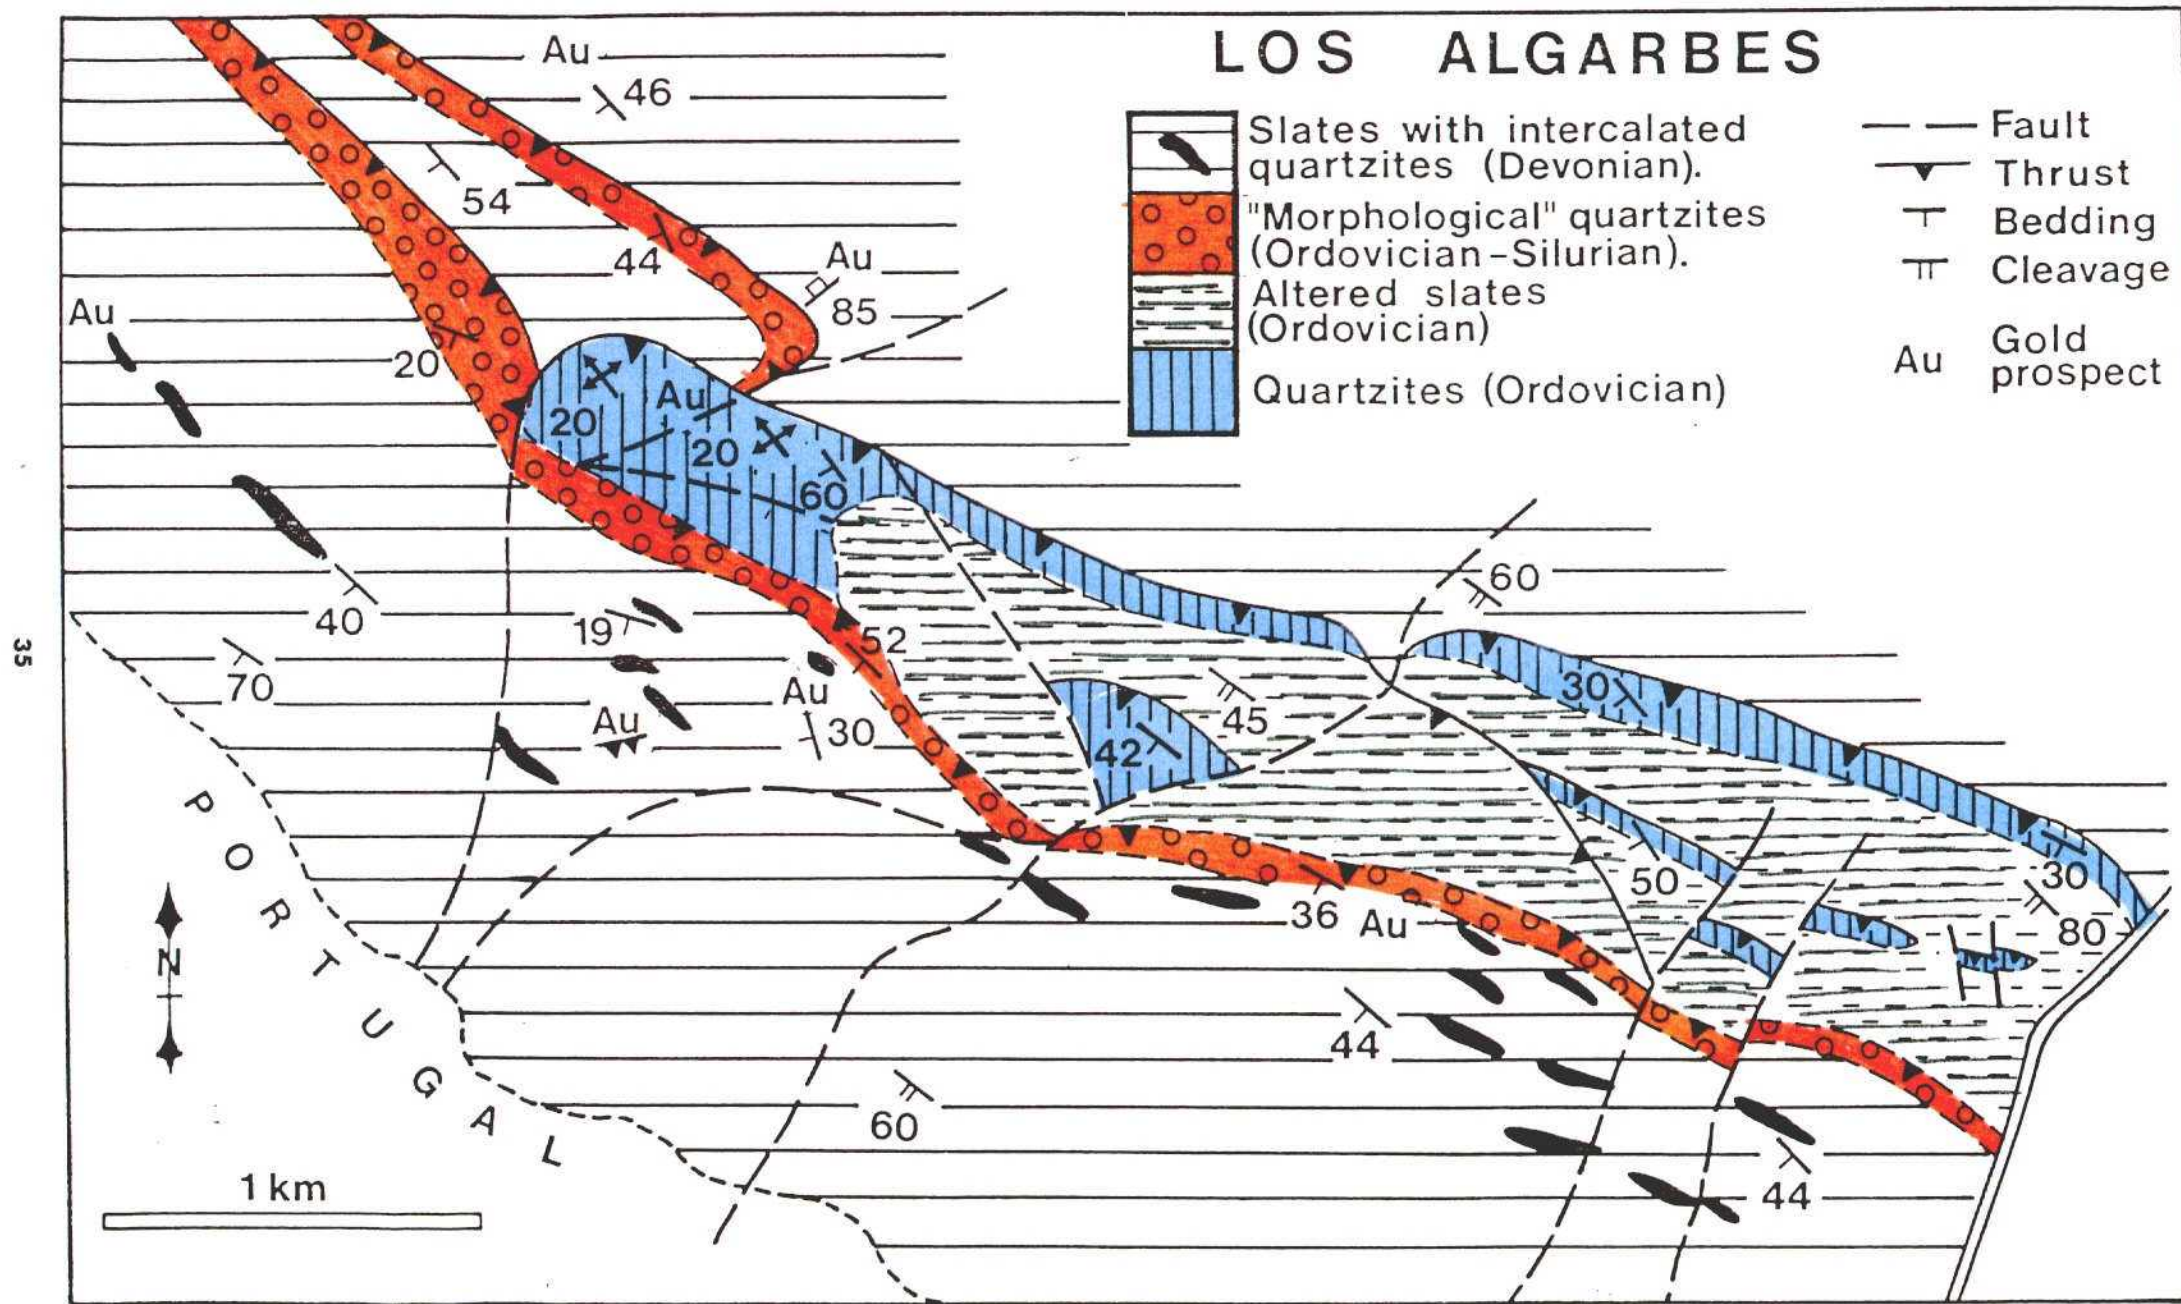 LOS ALGARBES
Slates with intercalated
quartzites (Devonian).
"Morphological" quartzites
(Ordovician-Silurian).
Altered slates
(Ordovician)
Quartzites (Ordovician)
Fault
Thrust
Bedding
Cleavage
Au
Gold
prospect
Au
46
54
44
Au
85
Au
20
20
Au
20
60
40
19
52
60
70
Au
30
Au
45
42
30
50
30
80
36
Au
44
60
44
PORTUGAL
N
1 km
35